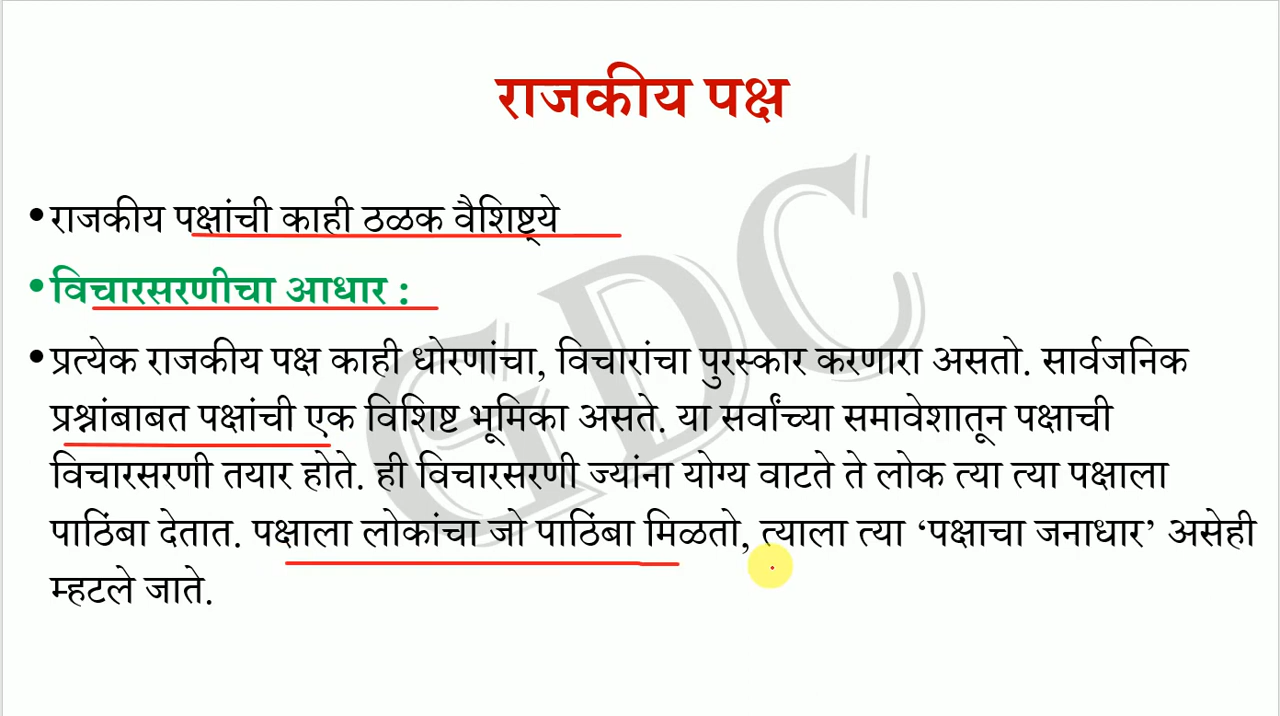 राजकीय पक्ष
• राजकीय पक्षांची काही ठळक वैशिष्ट्ये
• विचारसरणीचा आधार :
• प्रत्येक राजकीय पक्ष काही धोरणांचा, विचारांचा पुरस्कार करणारा असतो. सार्वजनिक
प्रश्नांबाबत पक्षांची एक विशिष्ट भूमिका असते. या सर्वांच्या समावेशातून पक्षाची
विचारसरणी तयार होते. ही विचारसरणी ज्यांना योग्य वाटते ते लोक त्या त्या पक्षाला
पाठिंबा देतात. पक्षाला लोकांचा जो पाठिंबा मिळतो, त्याला त्या ‘पक्षाचा जनाधार’ असेही
म्हटले जाते.
GDC